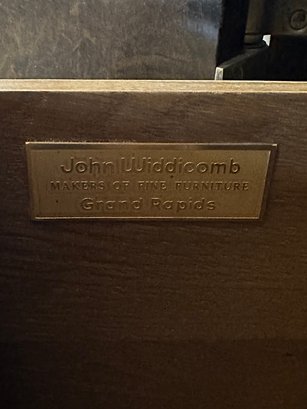 John Widdicomb
MAKERS OF FINE FURNITURE
Grand Rapids